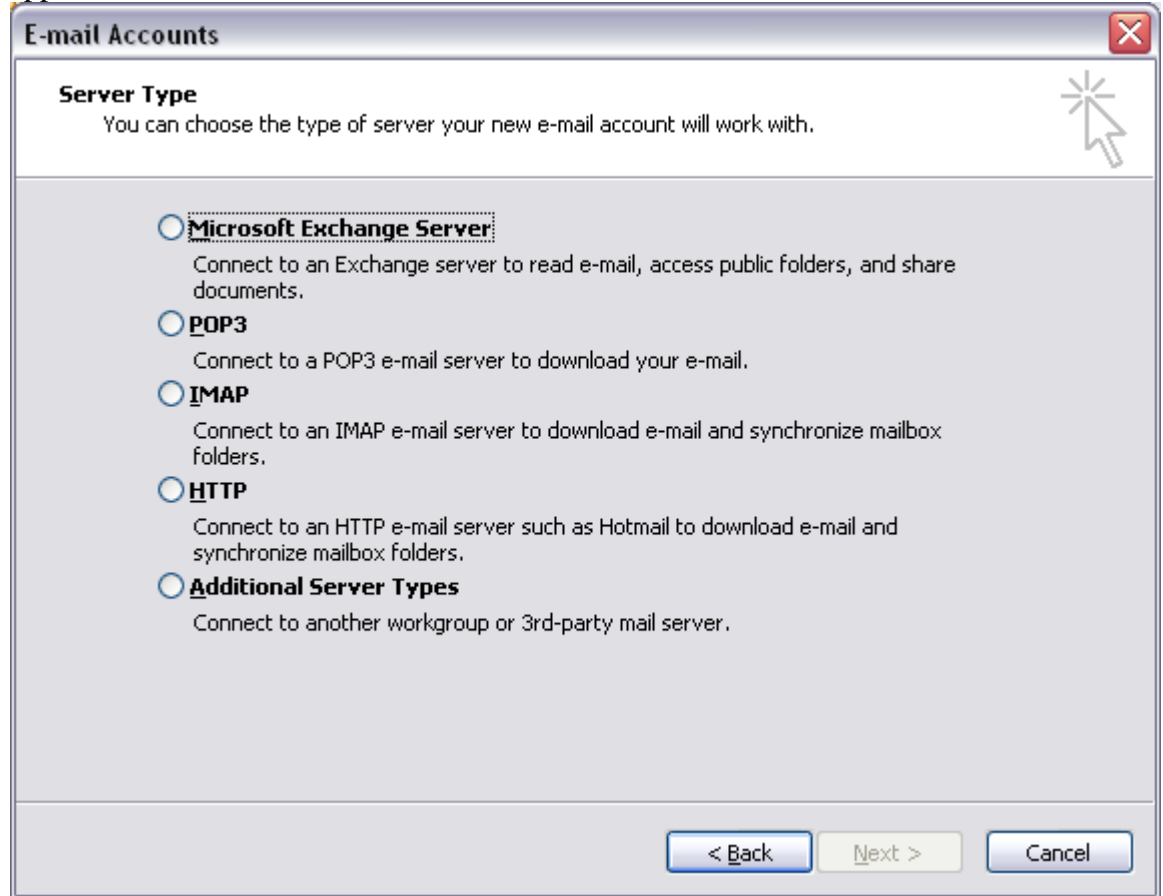 E-mail Accounts
Server Type
You can choose the type of server your new e-mail account will work with.
Microsoft Exchange Server
Connect to an Exchange server to read e-mail, access public folders, and share
documents.
POP3
Connect to a POP3 e-mail server to download your e-mail.
IMAP
Connect to an IMAP e-mail server to download e-mail and synchronize mailbox
folders.
HTTP
Connect to an HTTP e-mail server such as Hotmail to download e-mail and
synchronize mailbox folders.
Additional Server Types
Connect to another workgroup or 3rd-party mail server.
< Back Next > Cancel